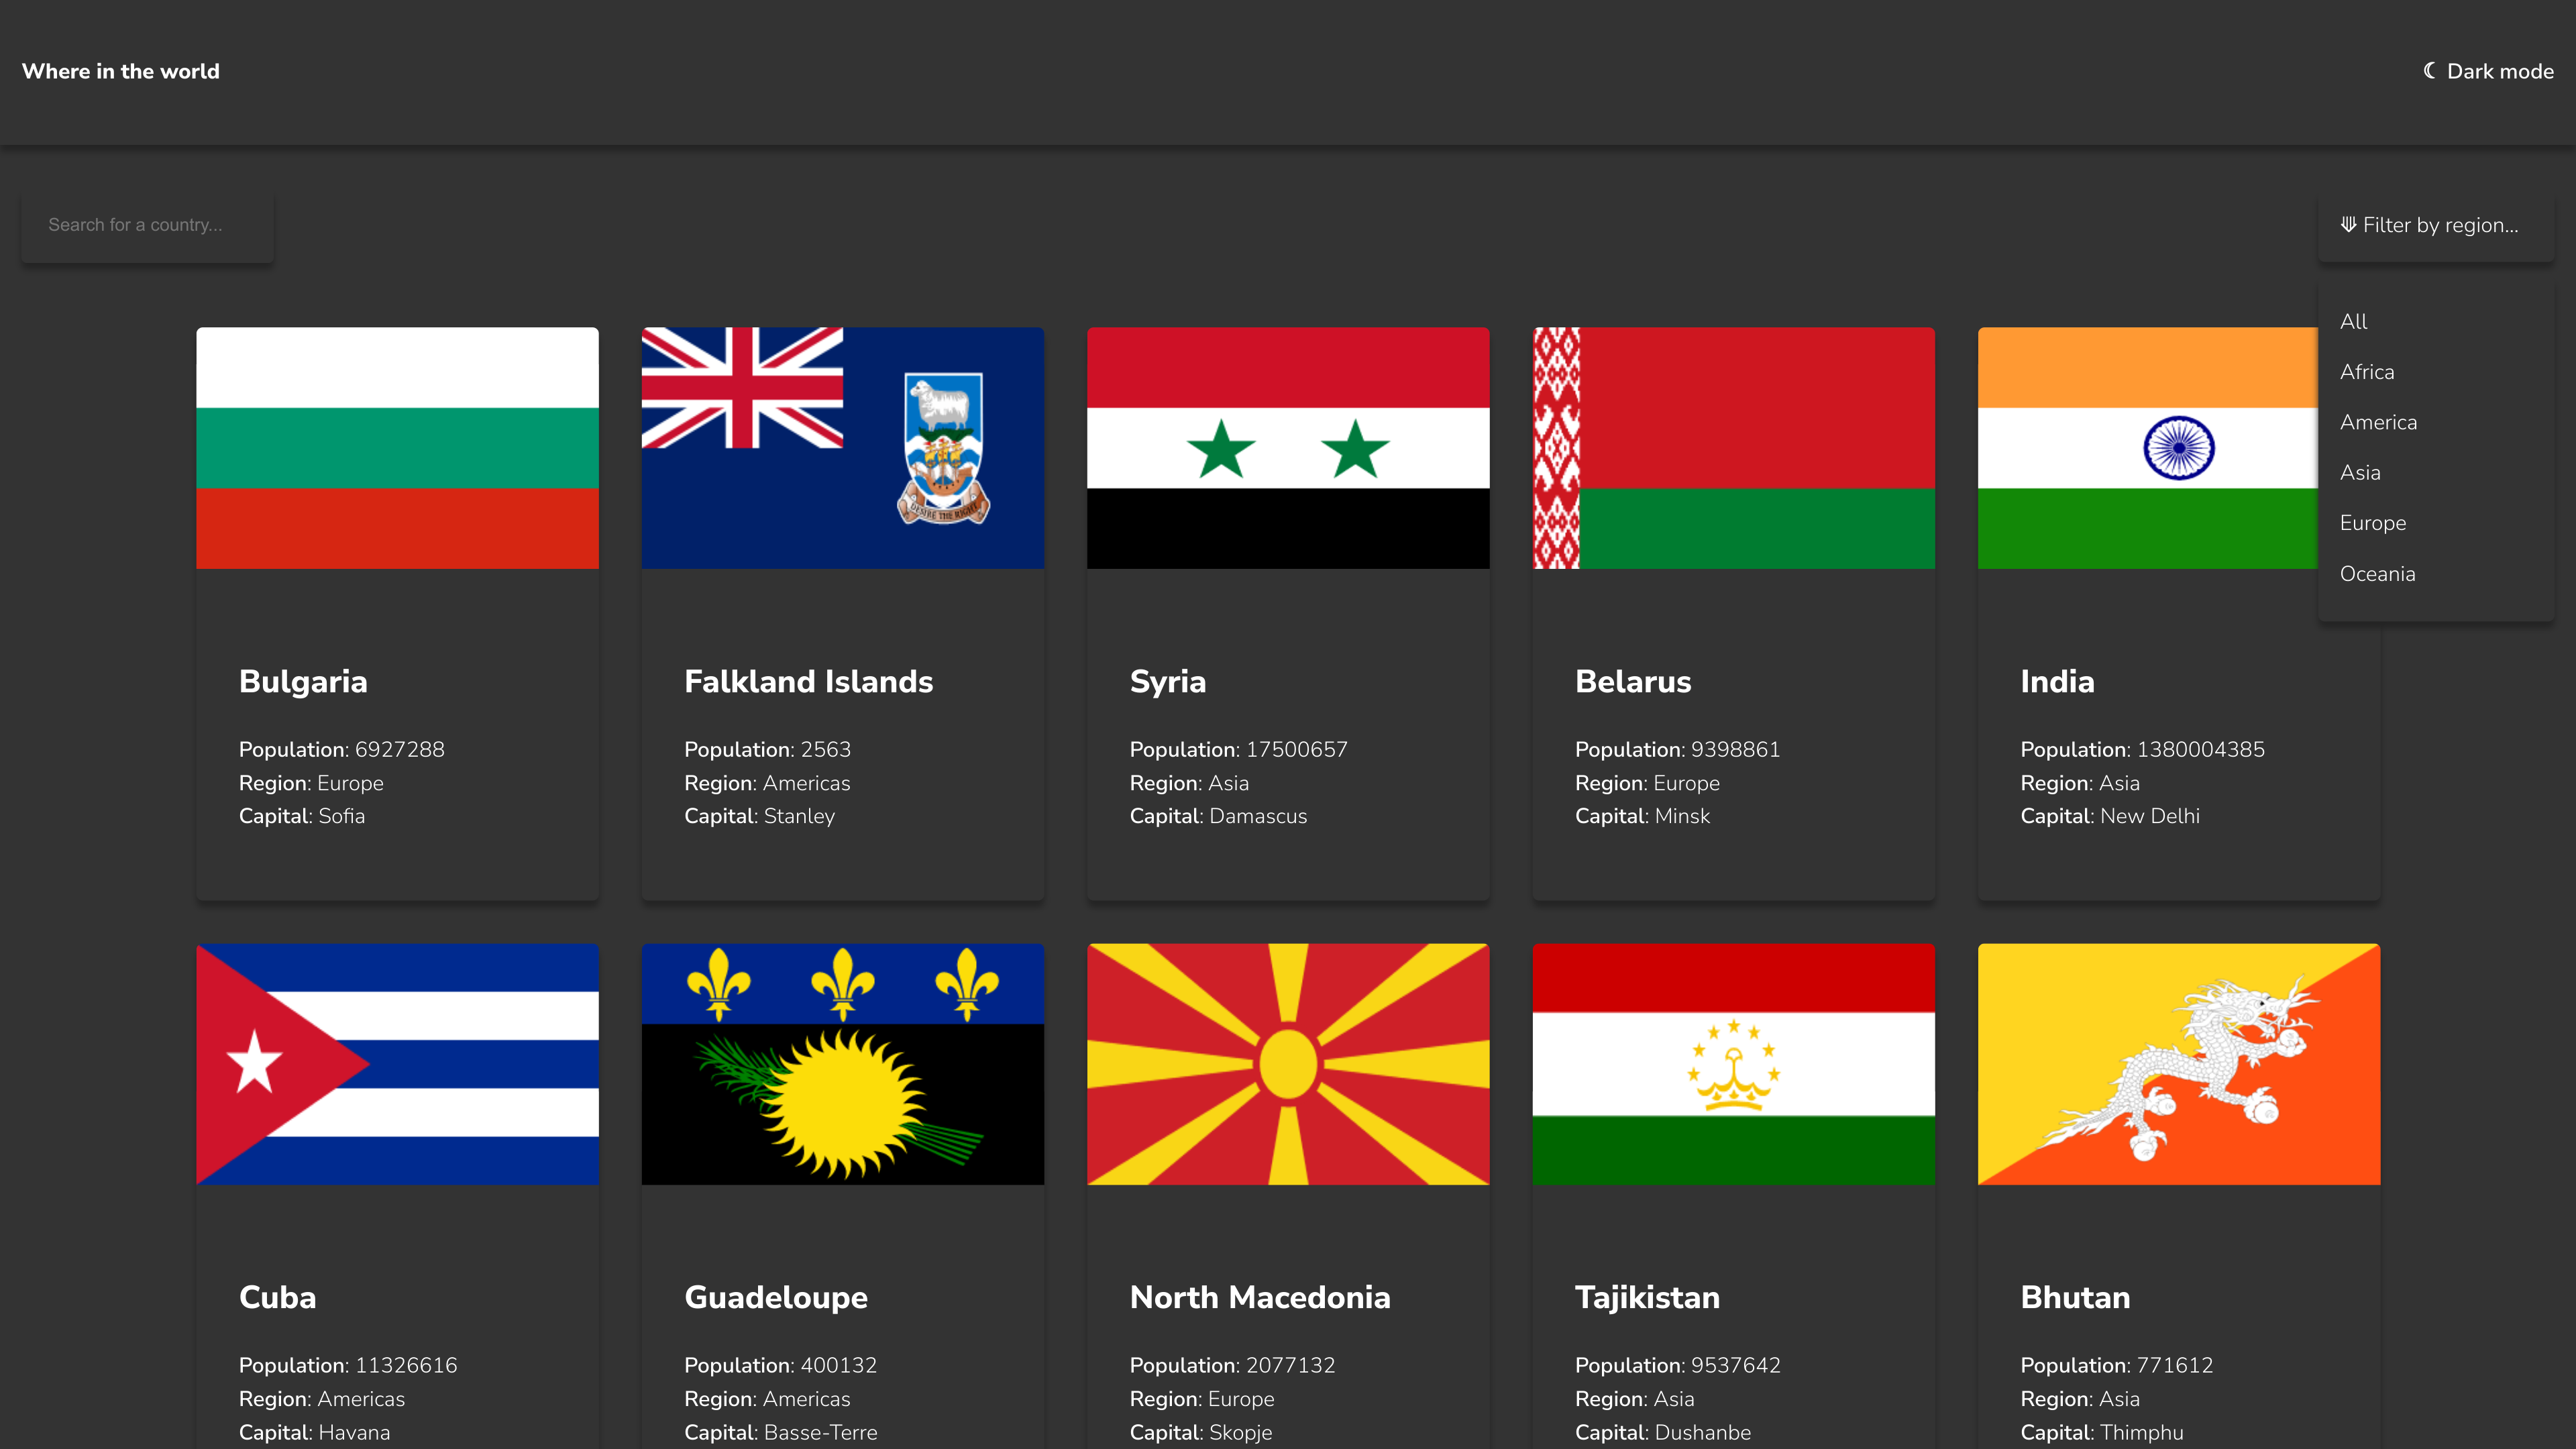 Where in the world
☾ Dark mode
Search for a country...
⟱ Filter by region...
All
Africa
America
Asia
Europe
Oceania
DESIRE THE RIGHT
Bulgaria
Population: 6927288
Region: Europe
Capital: Sofia
Falkland Islands
Population: 2563
Region: Americas
Capital: Stanley
Syria
Population: 17500657
Region: Asia
Capital: Damascus
Belarus
Population: 9398861
Region: Europe
Capital: Minsk
India
Population: 1380004385
Region: Asia
Capital: New Delhi
Cuba
Population: 11326616
Region: Americas
Capital: Havana
Guadeloupe
Population: 400132
Region: Americas
Capital: Basse-Terre
North Macedonia
Population: 2077132
Region: Europe
Capital: Skopje
Tajikistan
Population: 9537642
Region: Asia
Capital: Dushanbe
Bhutan
Population: 771612
Region: Asia
Capital: Thimphu